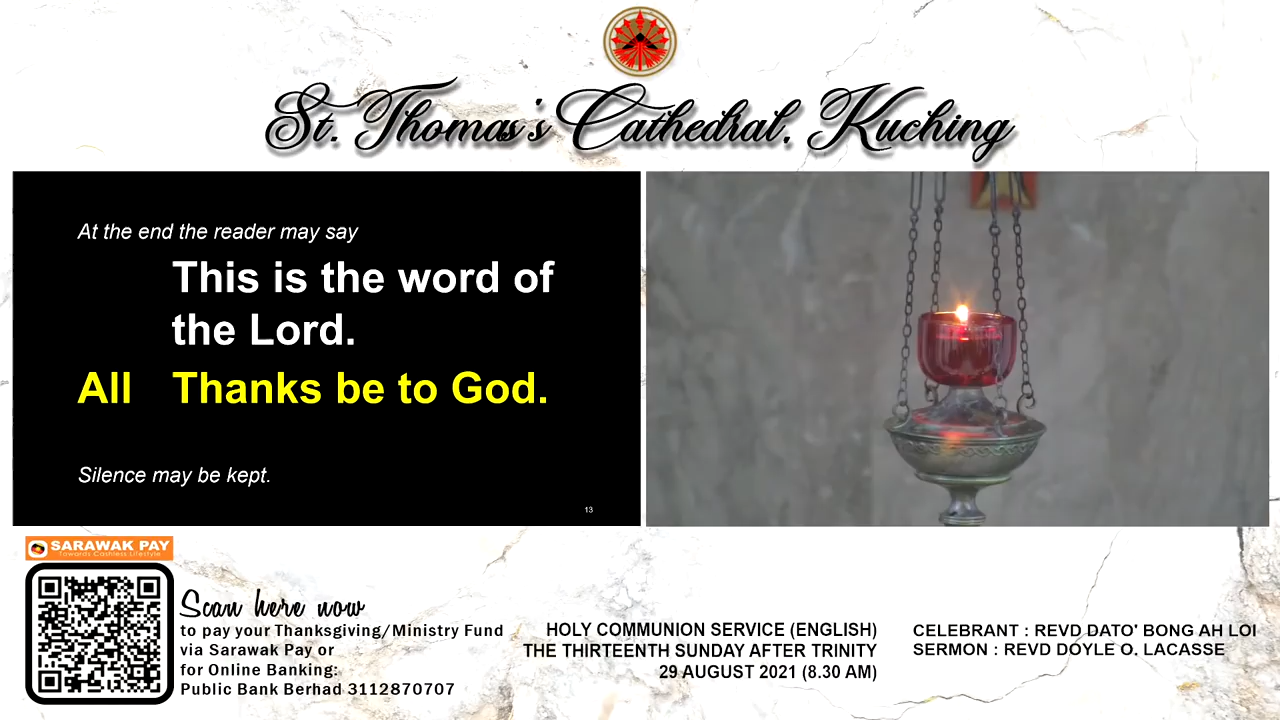 St. Thomas's Cathedral, Kuching
At the end the reader may say
This is the word of
the Lord.
All Thanks be to God.
Silence may be kept.
13
SARAWAK PAY
Towards Cashless Lifestyle
Scan here now
to pay your Thanksgiving/Ministry Fund
via Sarawak Pay or
for Online Banking:
Public Bank Berhad 3112870707
HOLY COMMUNION SERVICE (ENGLISH)
THE THIRTEENTH SUNDAY AFTER TRINITY
29 AUGUST 2021 (8.30 AM)
CELEBRANT : REVD DATO' BONG AH LOI
SERMON : REVD DOYLE O. LACASSE